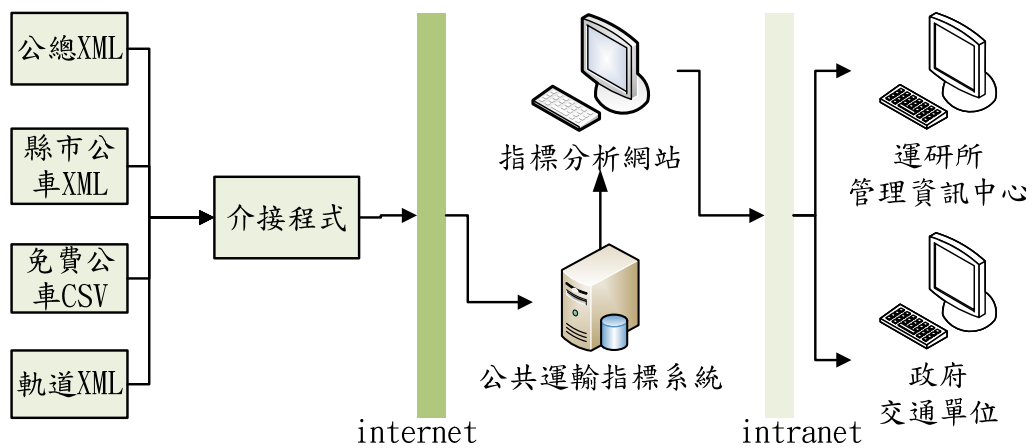 公總XML
縣市公
車XML
免費公
車CSV
軌道XML
介接程式
internet
指標分析網站
公共運輸指標系統
intranet
運研所
管理資訊中心
政府
交通單位